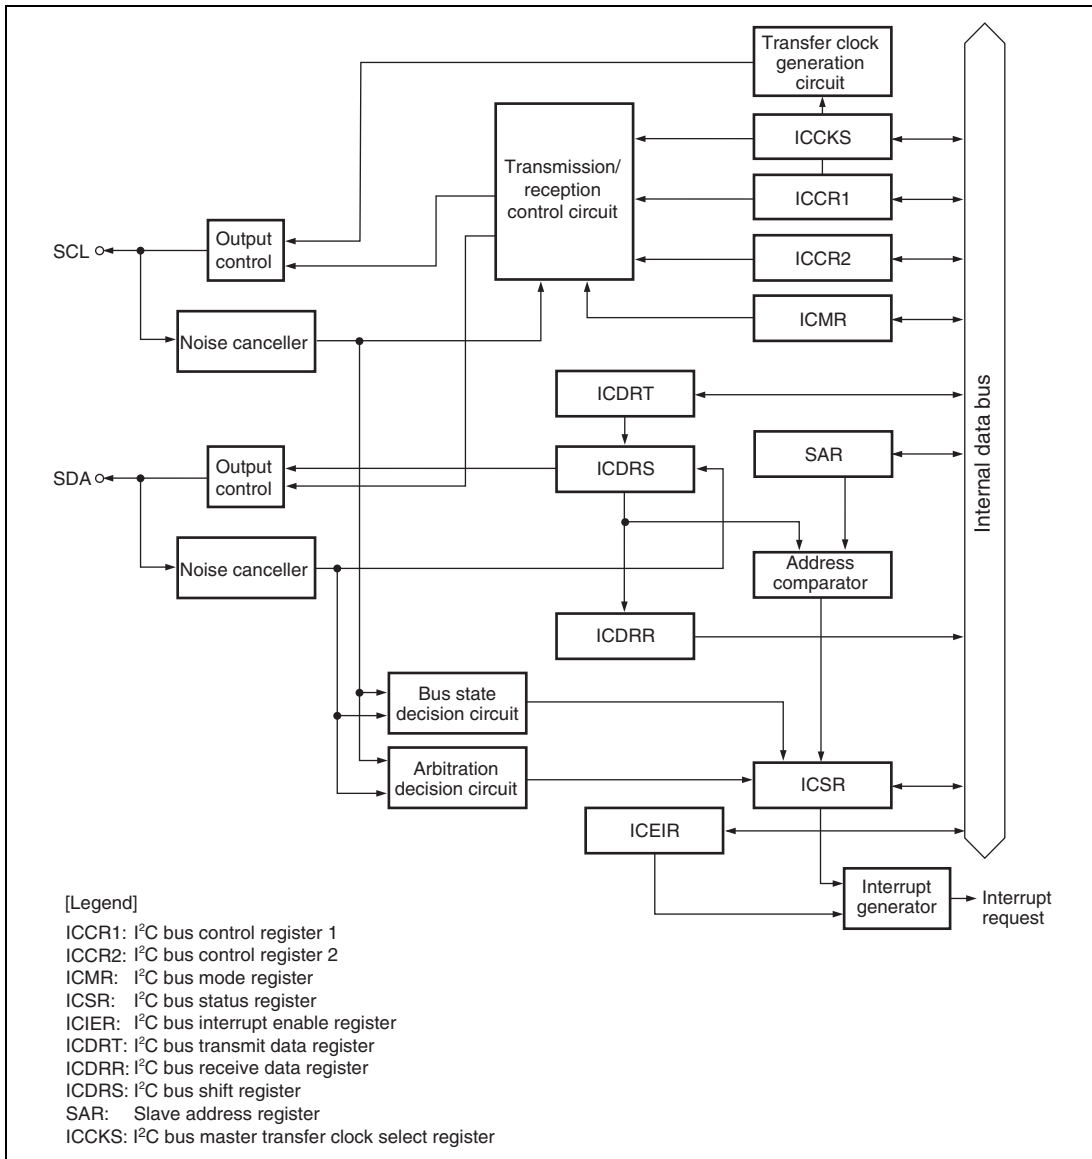 Transfer clock
generation
circuit
ICCKS
Transmission/
reception
control circuit
ICCR1
SCL
Output
control
ICCR2
Noise canceller
ICMR
ICDRT
Internal data bus
SDA
Output
control
ICDRS
SAR
Noise canceller
Address
comparator
ICDRR
Bus state
decision circuit
Arbitration
decision circuit
ICSR
ICEIR
Interrupt
generator
Interrupt
request
[Legend]
ICCR1: I²C bus control register 1
ICCR2: I²C bus control register 2
ICMR: I²C bus mode register
ICSR: I²C bus status register
ICIER: I²C bus interrupt enable register
ICDRT: I²C bus transmit data register
ICDRR: I²C bus receive data register
ICDRS: I²C bus shift register
SAR: Slave address register
ICCKS: I²C bus master transfer clock select register